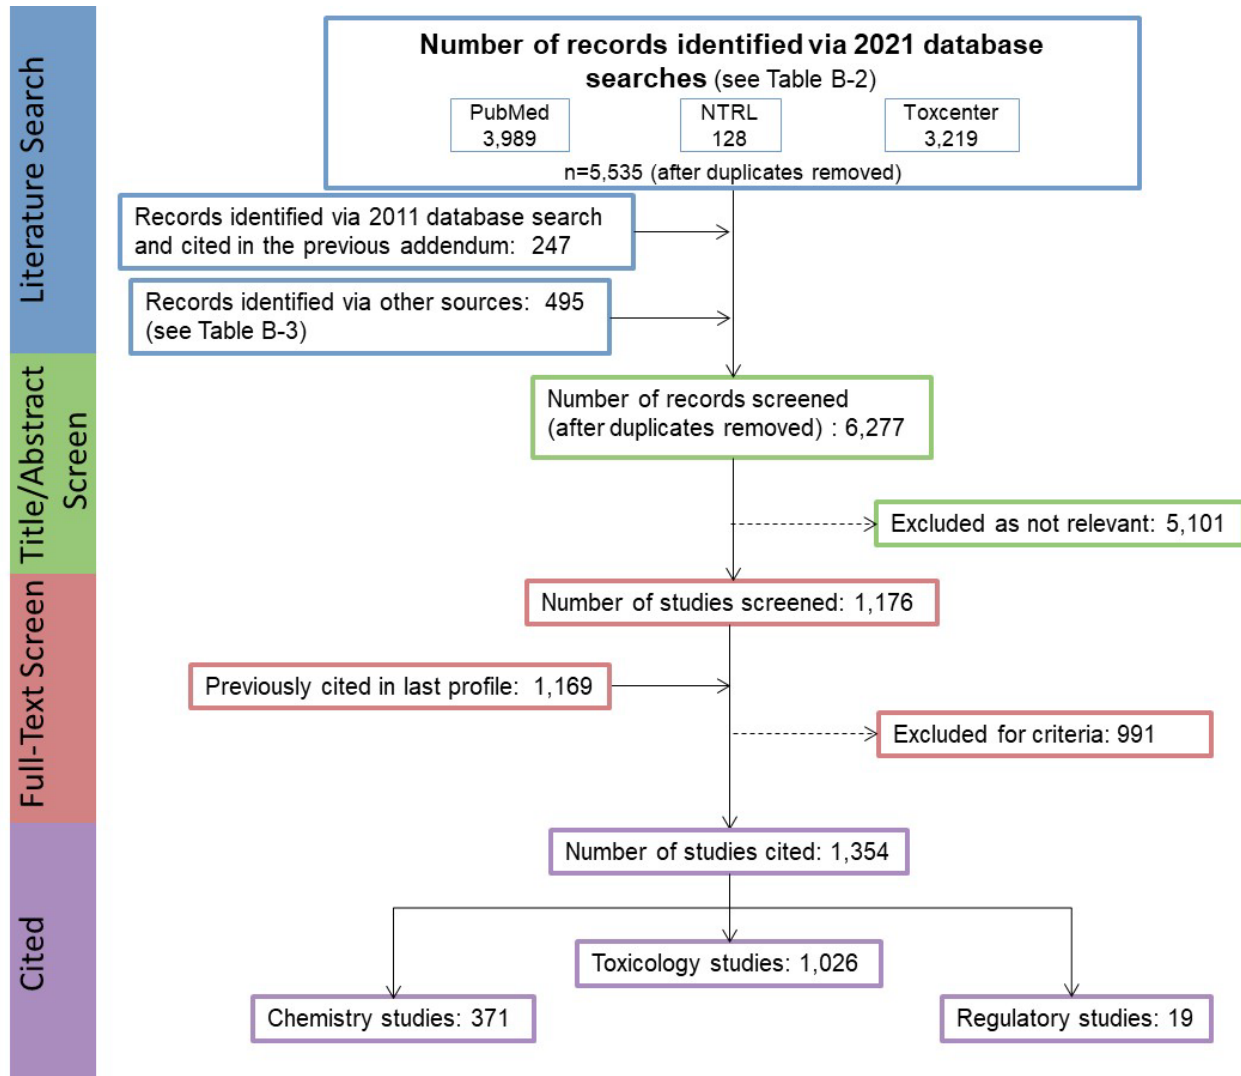 Literature Search
Number of records identified via 2021 database
searches (see Table B-2)
PubMed
3,989
NTRL
128
Toxcenter
3,219
n=5,535 (after duplicates removed)
Records identified via 2011 database search
and cited in the previous addendum: 247
Records identified via other sources: 495
(see Table B-3)
Title/Abstract
Screen
Number of records screened
(after duplicates removed) : 6,277
Excluded as not relevant: 5,101
Full-Text Screen
Number of studies screened: 1,176
Previously cited in last profile: 1,169
Excluded for criteria: 991
Cited
Number of studies cited: 1,354
Toxicology studies: 1,026
Chemistry studies: 371
Regulatory studies: 19